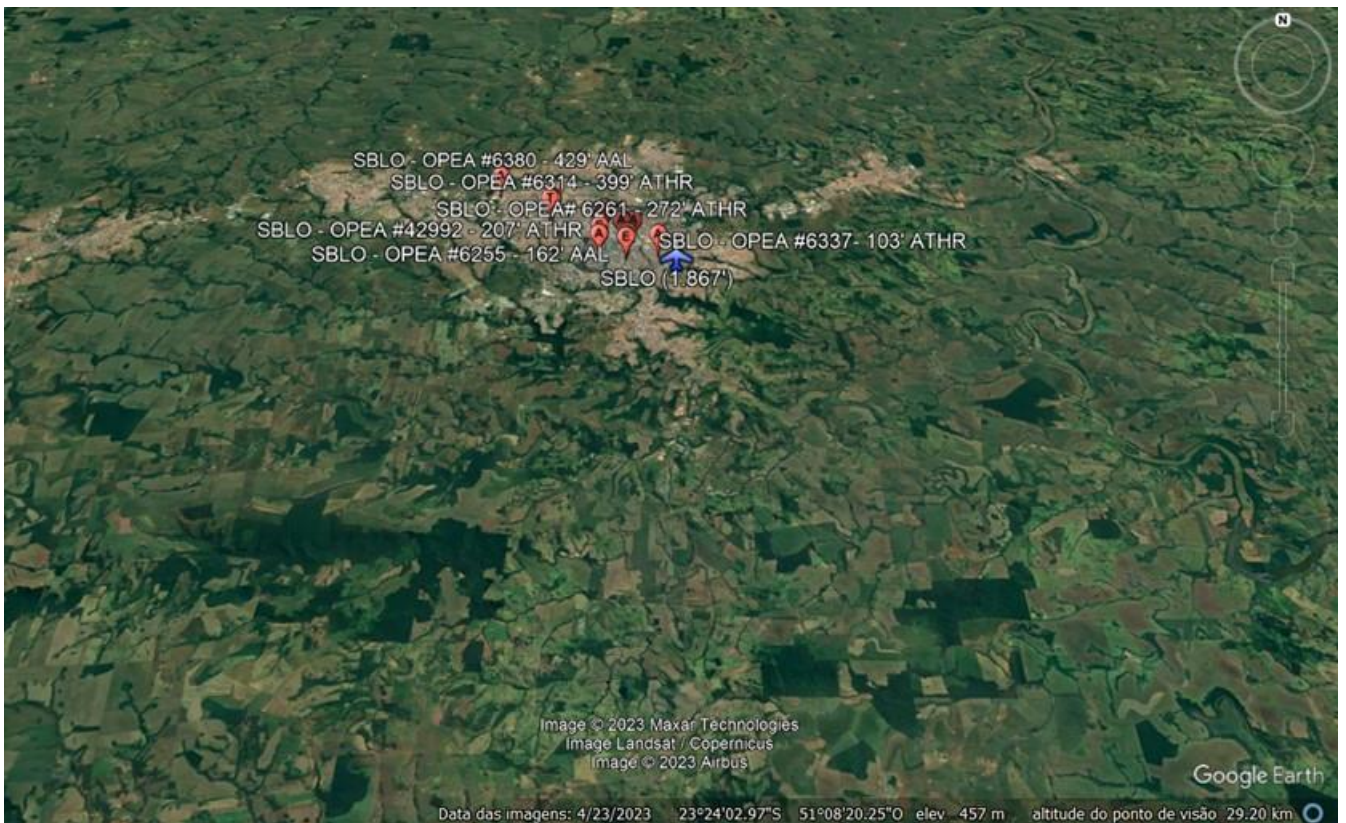 N
SBLO - OPEA #6380 - 429' AAL
SBLO - OPEA #6314 - 399' ATHR
SBLO - OPEA# 6261 - 272' ATHR
SBLO - OPEA #42992 - 207' ATHR
A
E
SBLO - OPEA #6337- 103' ATHR
SBLO - OPEA #6255 - 162' AAL
SBLO (1.867')
Image © 2023 Maxar Technologies
Image Landsat / Copernicus
Image © 2023 Airbus
Google Earth
Data das imagens: 4/23/2023 23°24'02.97"S 51°08'20.25"O elev 457 m altitude do ponto de visão 29.20 km